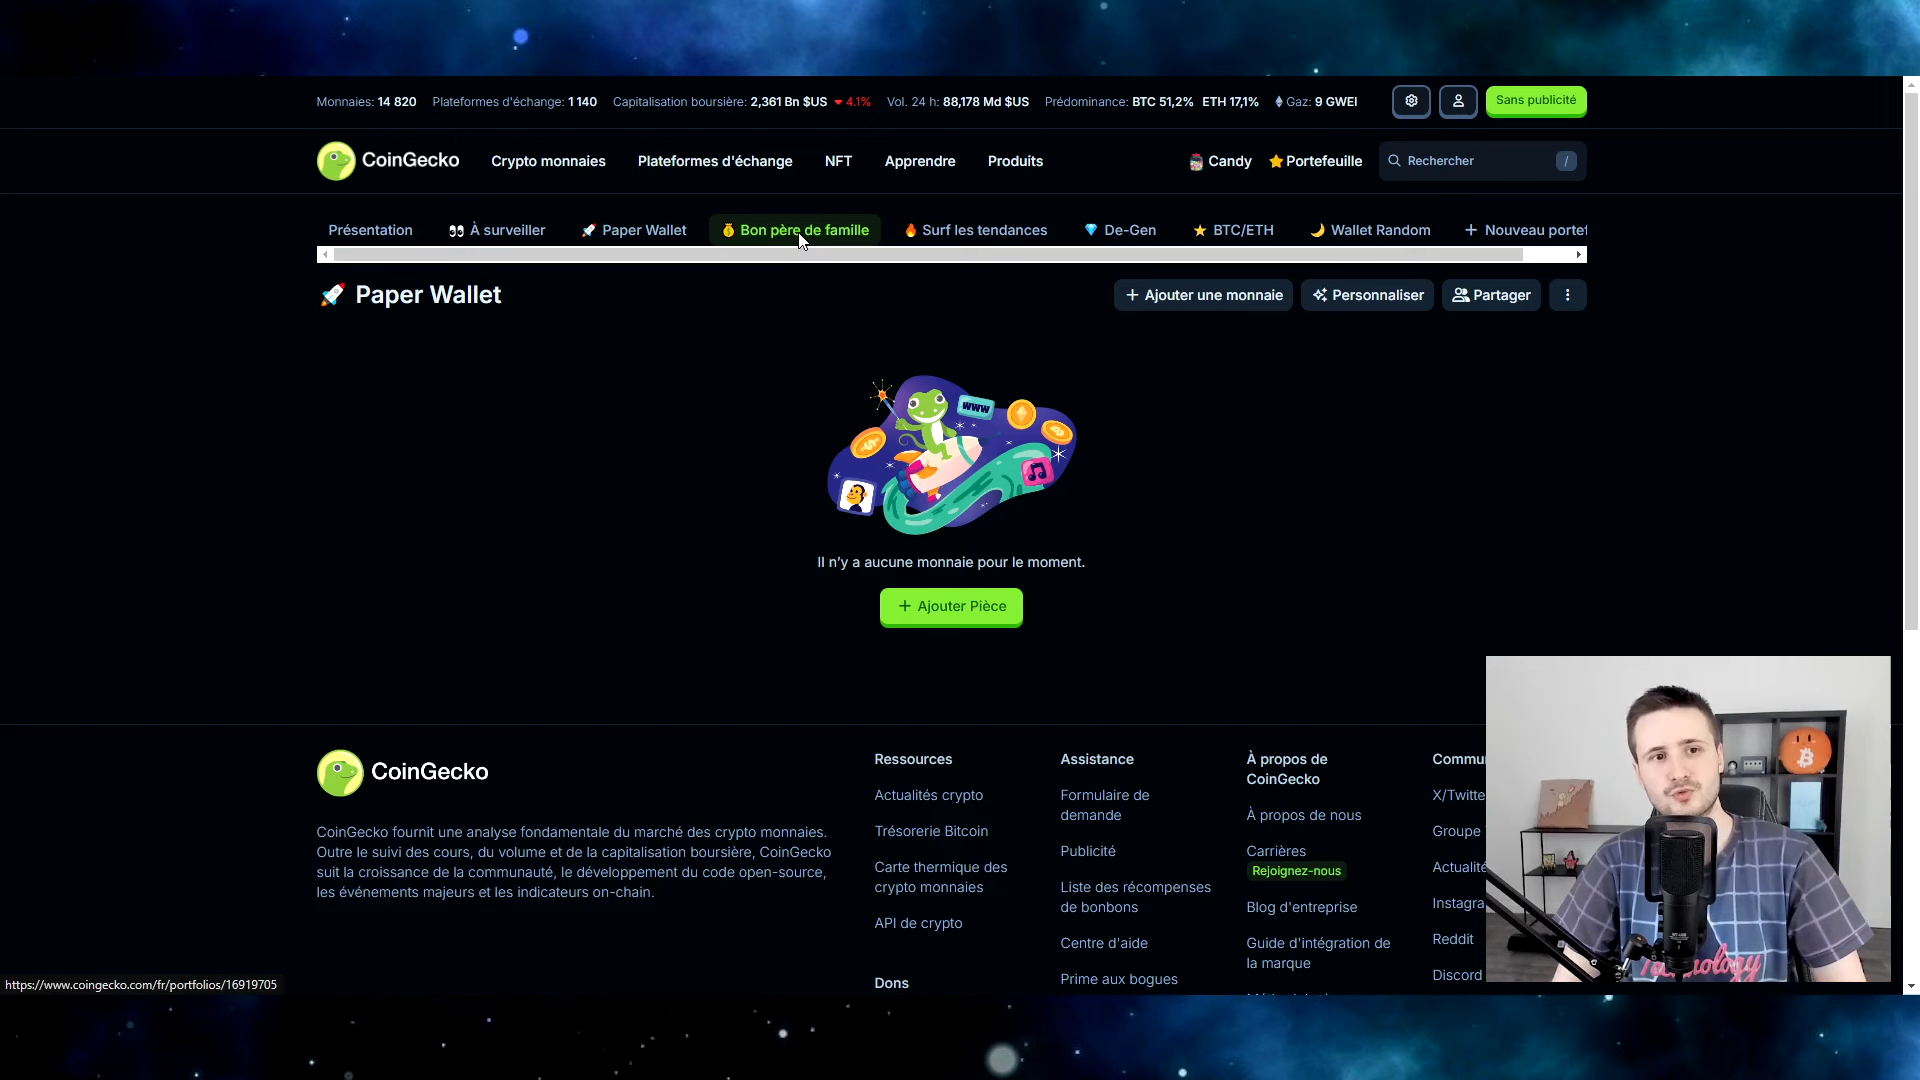 Monnaies: 14 820 Plateformes d'échange: 1 140 Capitalisation boursière: 2,361 Bn $US 4.1% Vol. 24 h: 88,178 Md $US Prédominance: BTC 51,2% ETH 17,1% Gaz: 9 GWEI Sans publicité
CoinGecko Crypto monnaies Plateformes d'échange NFT Apprendre Produits Candy Portefeuille Rechercher /
Présentation À surveiller Paper Wallet Bon père de famille Surf les tendances De-Gen BTC/ETH Wallet Random + Nouveau portef
Paper Wallet + Ajouter une monnaie Personnaliser Partager
www
Il n'y a aucune monnaie pour le moment.
+ Ajouter Pièce
CoinGecko
CoinGecko fournit une analyse fondamentale du marché des crypto monnaies.
Outre le suivi des cours, du volume et de la capitalisation boursière, CoinGecko
suit la croissance de la communauté, le développement du code open-source,
les événements majeurs et les indicateurs on-chain.
Ressources
Actualités crypto
Trésorerie Bitcoin
Carte thermique des
crypto monnaies
API de crypto
Dons
Assistance
Formulaire de
demande
Publicité
Liste des récompenses
de bonbons
Centre d'aide
Prime aux bogues
À propos de
CoinGecko
À propos de nous
Carrières
Rejoignez-nous
Blog d'entreprise
Guide d'intégration de
la marque
Commu
X/Twitte
Groupe
Actualité
Instagra
Reddit
Discord
https://www.coingecko.com/fr/portfolios/16919705